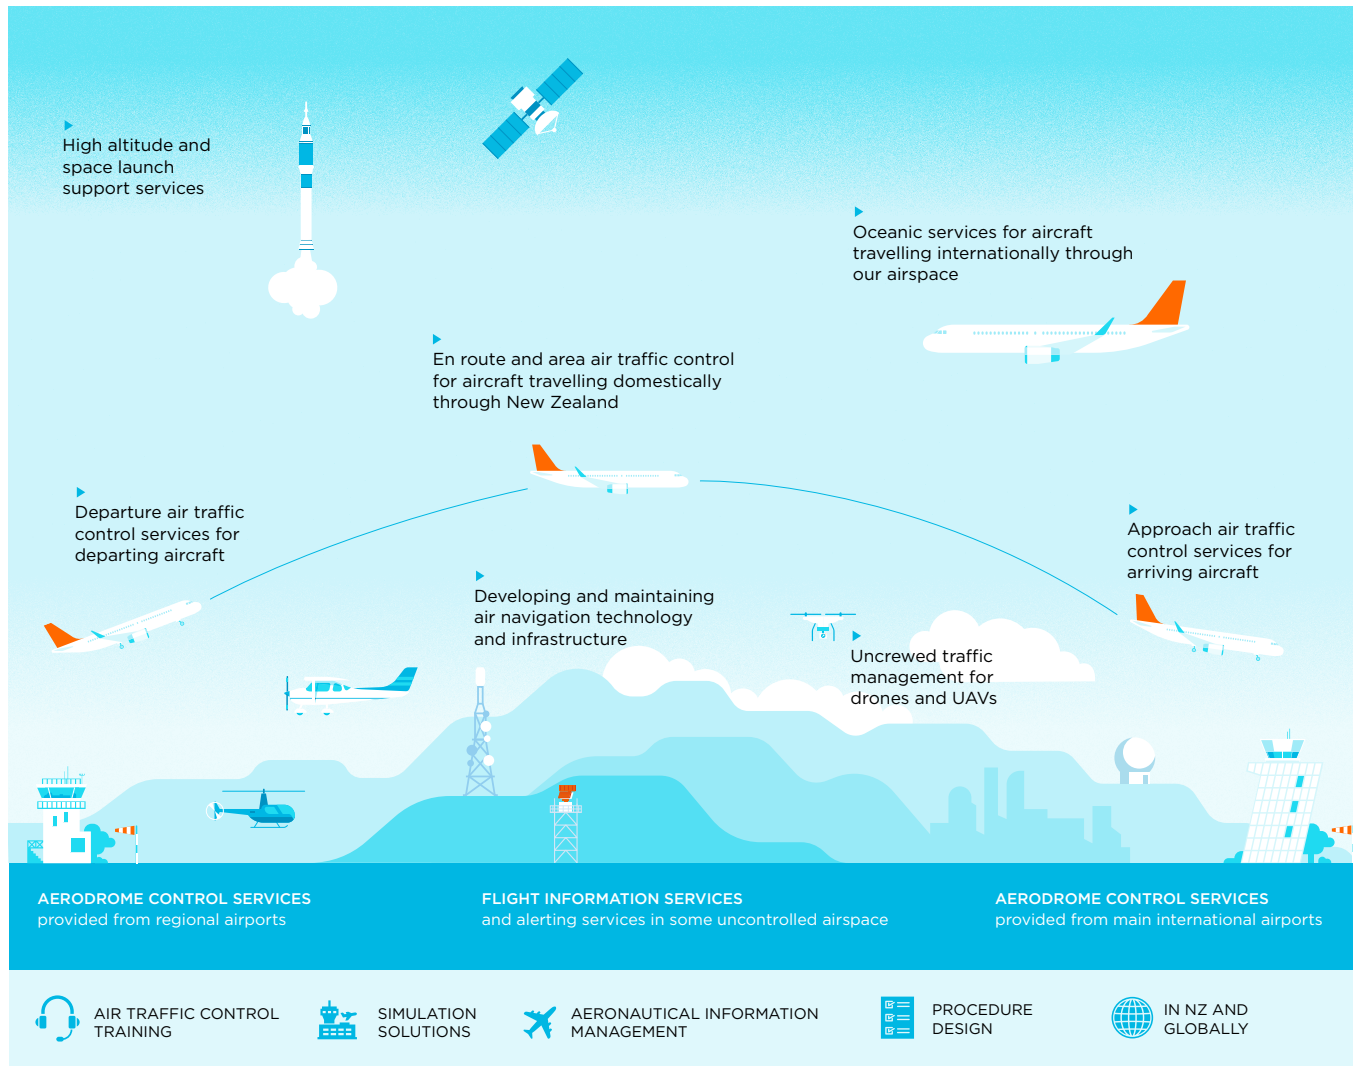 High altitude and
space launch
support services
Oceanic services for aircraft
travelling internationally through
our airspace
En route and area air traffic control
for aircraft travelling domestically
through New Zealand
Departure air traffic
control services for
departing aircraft
Approach air traffic
control services for
arriving aircraft
Developing and maintaining
air navigation technology
and infrastructure
Uncrewed traffic
management for
drones and UAVs
AERODROME CONTROL SERVICES
provided from regional airports
FLIGHT INFORMATION SERVICES
and alerting services in some uncontrolled airspace
AERODROME CONTROL SERVICES
provided from main international airports
AIR TRAFFIC CONTROL
TRAINING
SIMULATION
SOLUTIONS
AERONAUTICAL INFORMATION
MANAGEMENT
PROCEDURE
DESIGN
IN NZ AND
GLOBALLY